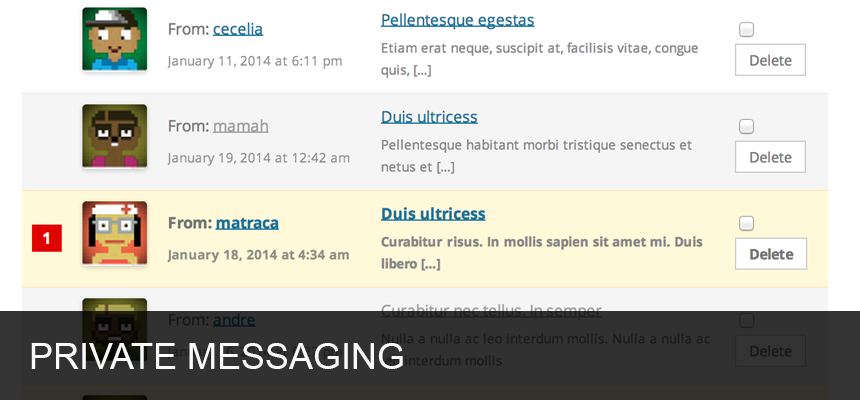 From: cecelia
January 11, 2014 at 6:11 pm
Pellentesque egestas
Etiam erat neque, suscipit at, facilisis vitae, congue
quis, [...]
Delete
From: mamah
January 19, 2014 at 12:42 am
Duis ultricess
Pellentesque habitant morbi tristique senectus et
netus et [...]
Delete
1
From: matraca
January 18, 2014 at 4:34 am
Duis ultricess
Curabitur risus. In mollis sapien sit amet mi. Duis
libero [...]
Delete
From: andre
Curabitur nec tellus. In semper
Nulla a nulla ac leo interdum mollis. Nulla a nulla ac
interdum mollis
Delete
PRIVATE MESSAGING